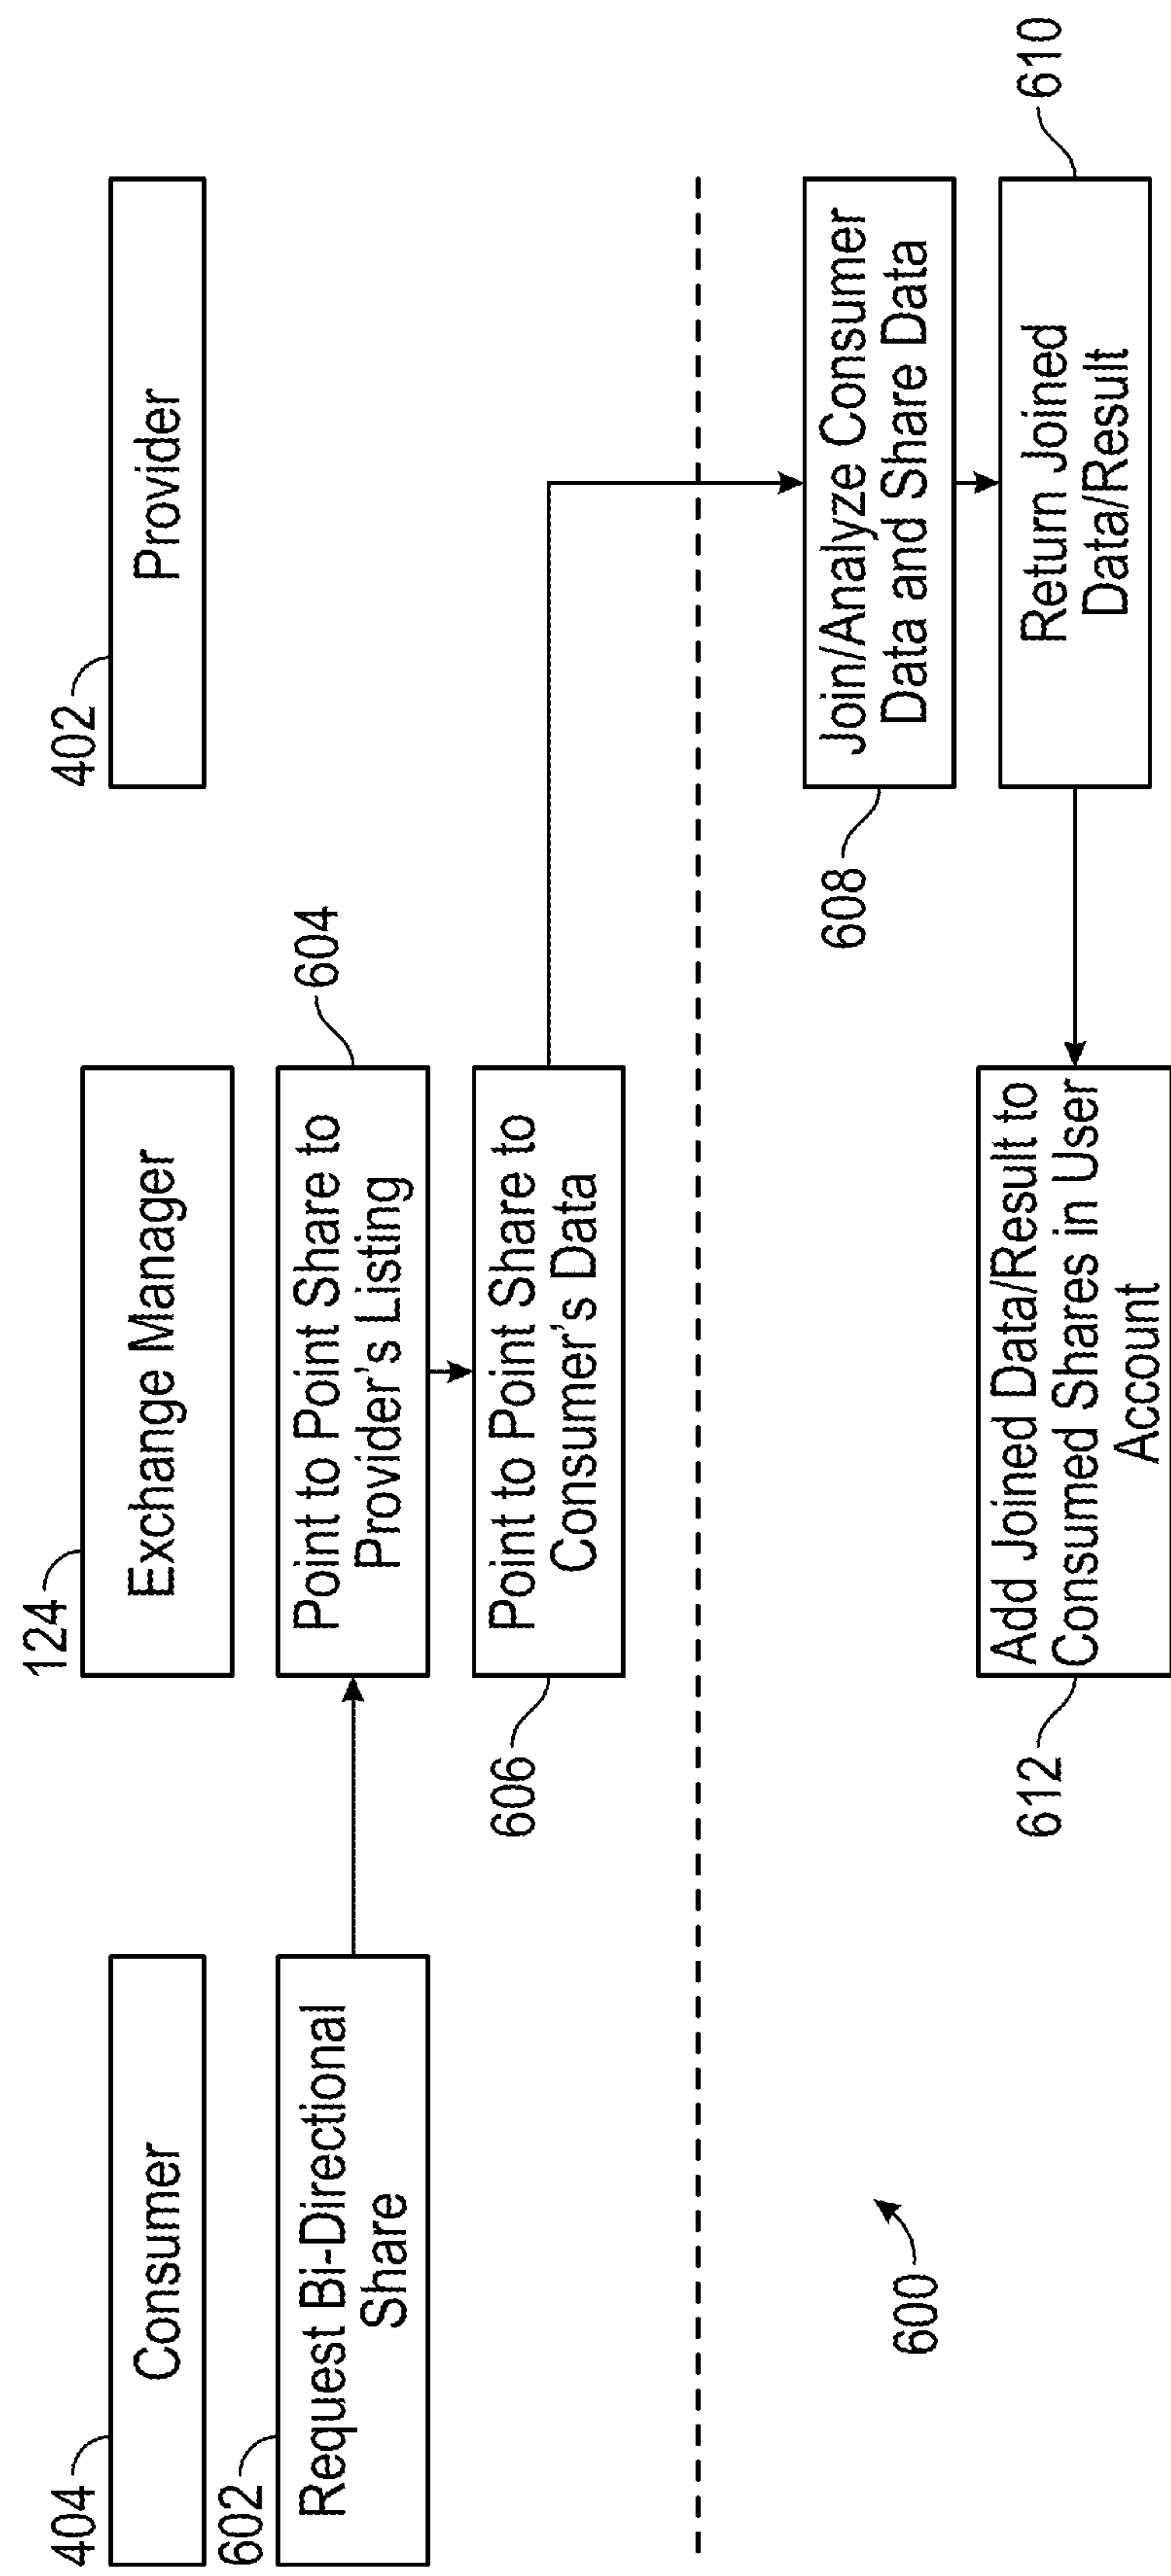 404
Consumer
124
Exchange Manager
402
Provider
602
Request Bi-Directional
Share
604
Point to Point Share to
Provider's Listing
606
Point to Point Share to
Consumer's Data
608
Join/Analyze Consumer
Data and Share Data
610
Return Joined
Data/Result
612
Add Joined Data/Result to
Consumed Shares in User
Account
600